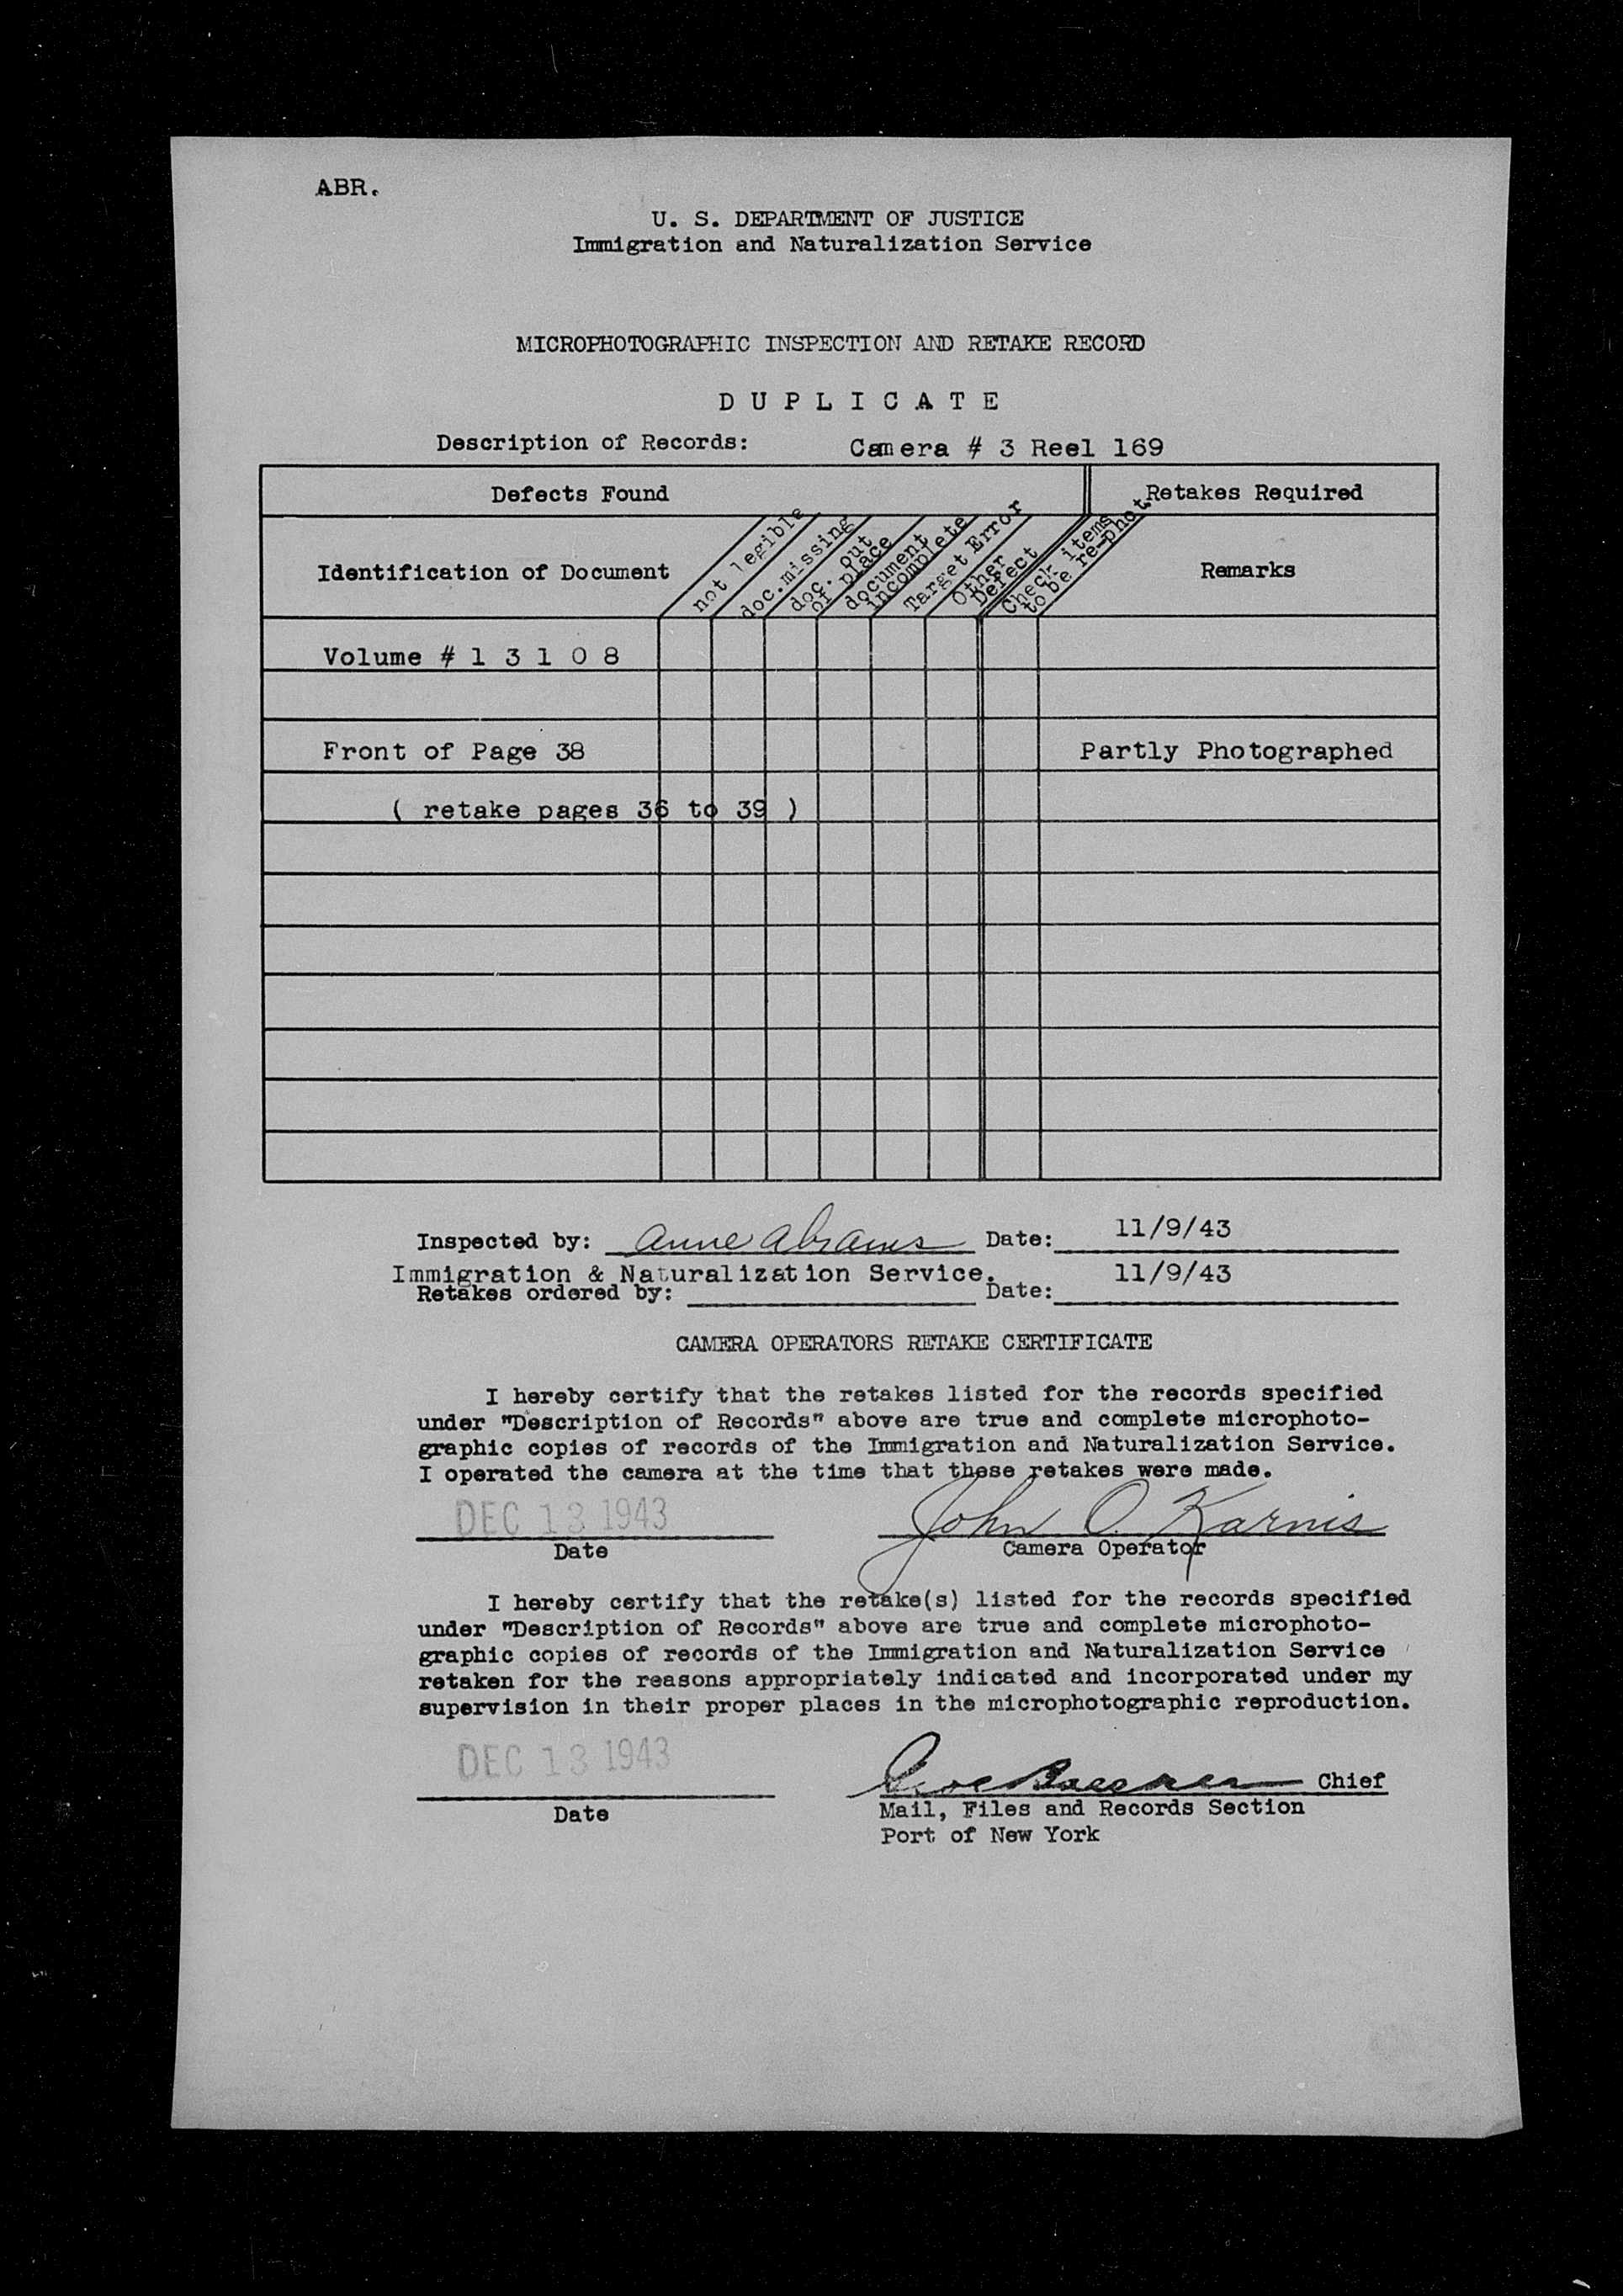 ABR.
U. S. DEPARTMENT OF JUSTICE
Immigration and Naturalization Service
MICROPHOTOGRAPHIC INSPECTION AND RETAKE RECORD
D U P L I C A T E
Description of Records: Camera # 3 Reel 169
Defects Found
Retakes Required
Identification of Document
not legible
doc.missing
doc. out
of place
document
incomplete
Target Error
Other
Defect
Check items
to be re-phot.
Remarks
Volume # 1 3 1 0 8
Front of Page 38 Partly Photographed
( retake pages 36 to 39 )
Inspected by: Anne Abrams Date: 11/9/43
Immigration & Naturalization Service. 11/9/43
Retakes ordered by: Date:
CAMERA OPERATORS RETAKE CERTIFICATE
I hereby certify that the retakes listed for the records specified
under "Description of Records" above are true and complete microphoto-
graphic copies of records of the Immigration and Naturalization Service.
I operated the camera at the time that these retakes were made.
DEC 13 1943 John O. Karnis
Date Camera Operator
I hereby certify that the retake(s) listed for the records specified
under "Description of Records" above are true and complete microphoto-
graphic copies of records of the Immigration and Naturalization Service
retaken for the reasons appropriately indicated and incorporated under my
supervision in their proper places in the microphotographic reproduction.
DEC 13 1943
Chief
Date Mail, Files and Records Section
Port of New York